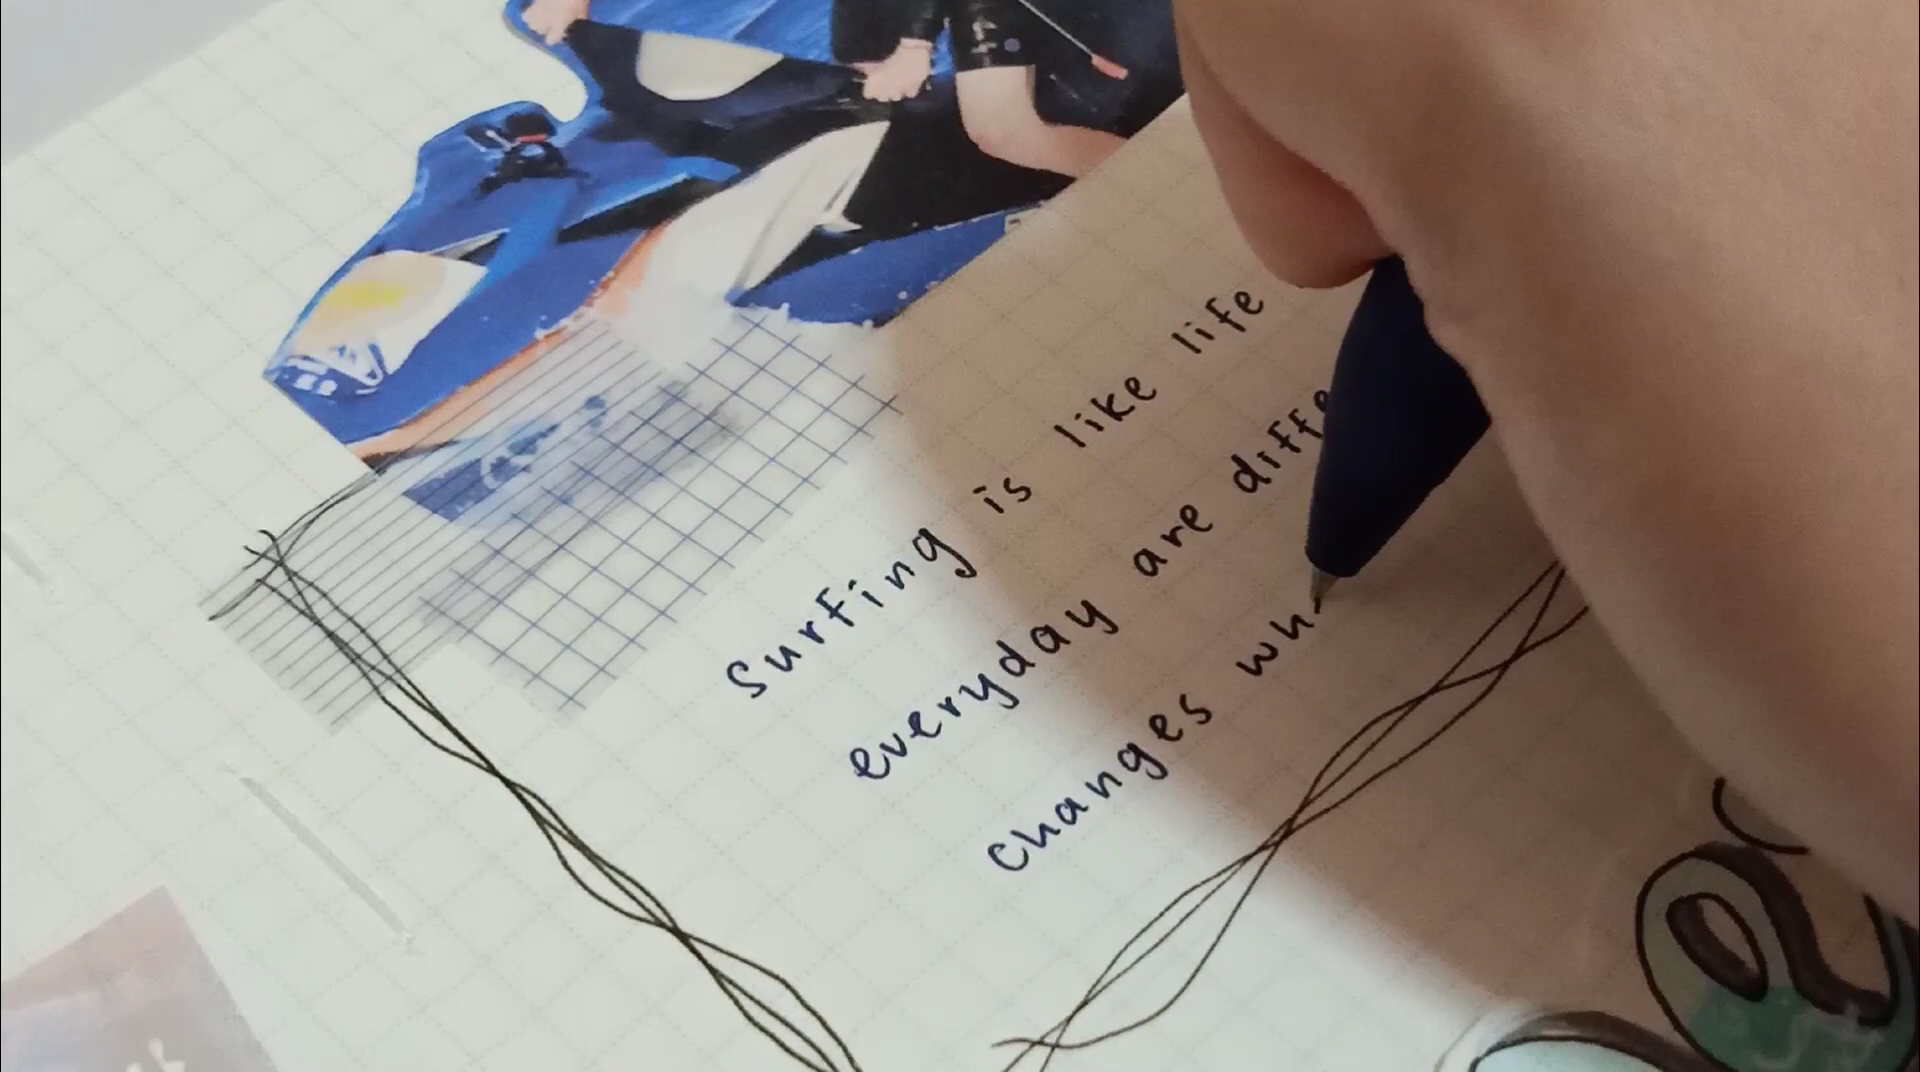 Surfing is like life
everyday are diffe
changes wh